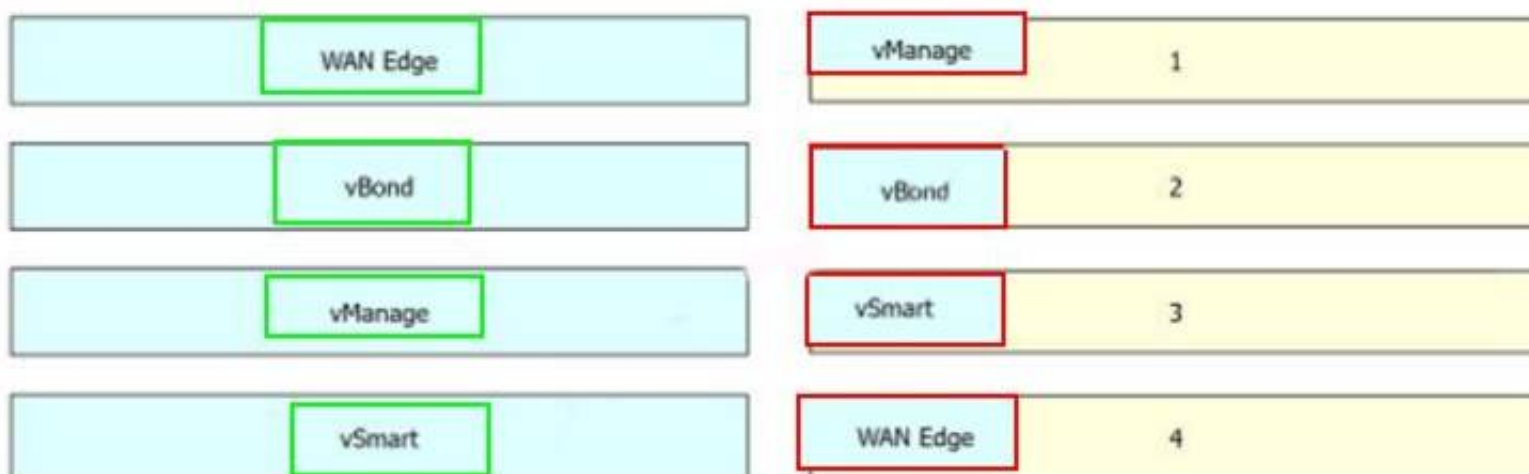 WAN Edge
vManage 1
vBond
vBond 2
vManage
vSmart 3
vSmart
WAN Edge 4